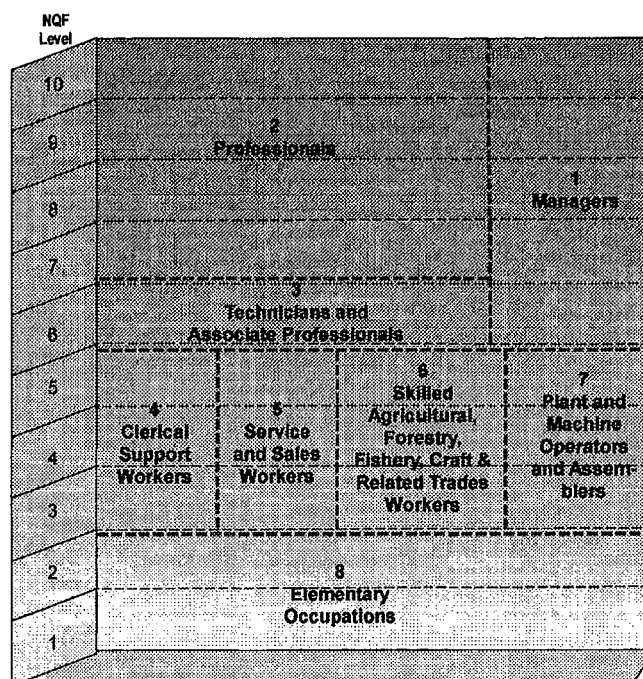 NQF
Level
10
9
8
7
6
5
4
3
2
1
2
Professionals
1
Managers
3
Technicians and
Associate Professionals
4
Clerical
Support
Workers
5
Service
and Sales
Workers
6
Skilled
Agricultural,
Forestry,
Fishery, Craft &
Related Trades
Workers
7
Plant and
Machine
Operators
and Assem-
blers
8
Elementary
Occupations